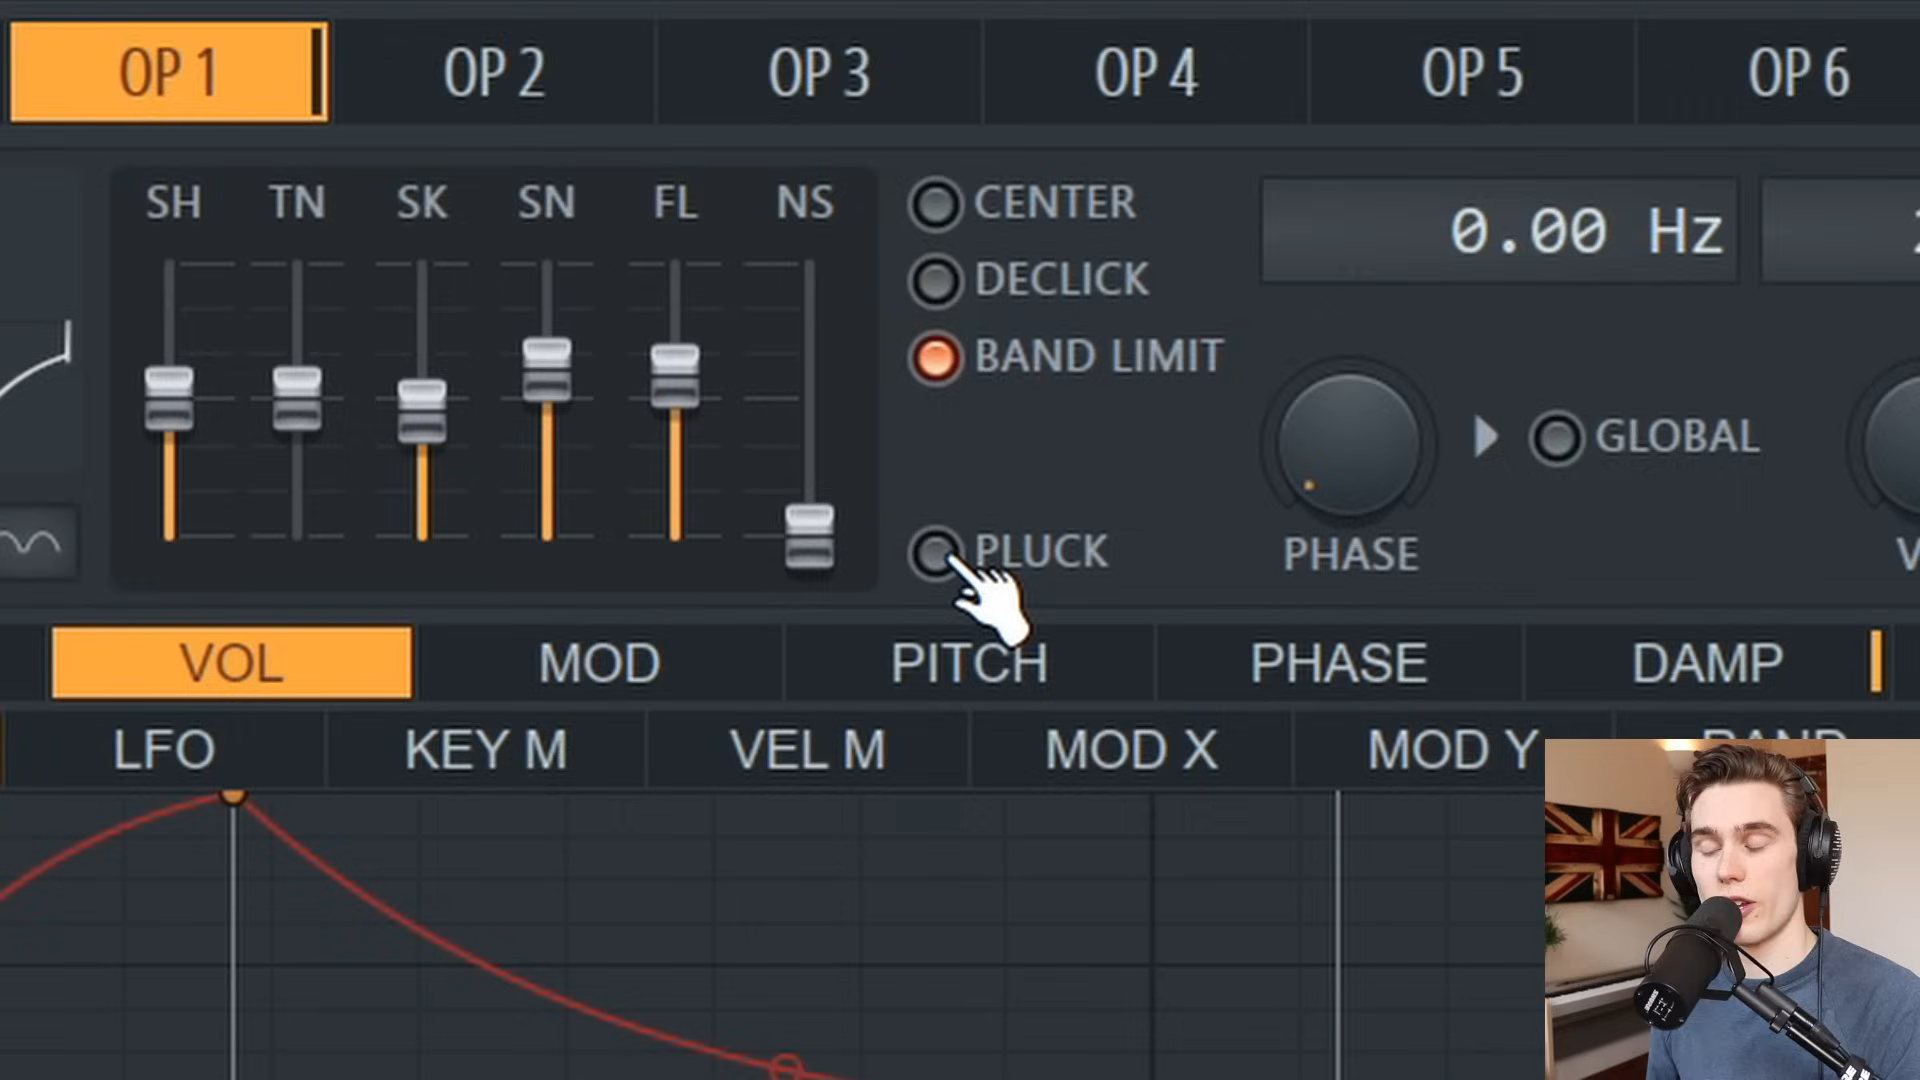 OP 1 OP 2 OP 3 OP 4 OP 5 OP 6
SH TN SK SN FL NS
CENTER
DECLICK
BAND LIMIT
0.00 Hz
GLOBAL
PLUCK
PHASE
VOL MOD PITCH PHASE DAMP
LFO KEY M VEL M MOD X MOD Y